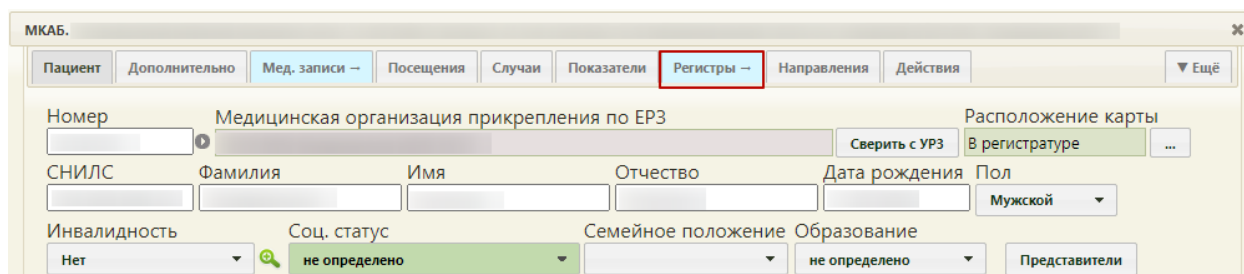 МКАБ.
Пациент Дополнительно Мед. записи → Посещения Случаи Показатели Регистры → Направления Действия ▼ Ещё
Номер Медицинская организация прикрепления по ЕРЗ Расположение карты
Сверить с УРЗ В регистратуре ...
СНИЛС Фамилия Имя Отчество Дата рождения Пол
Мужской
Инвалидность Соц. статус Семейное положение Образование
Нет не определено не определено Представители